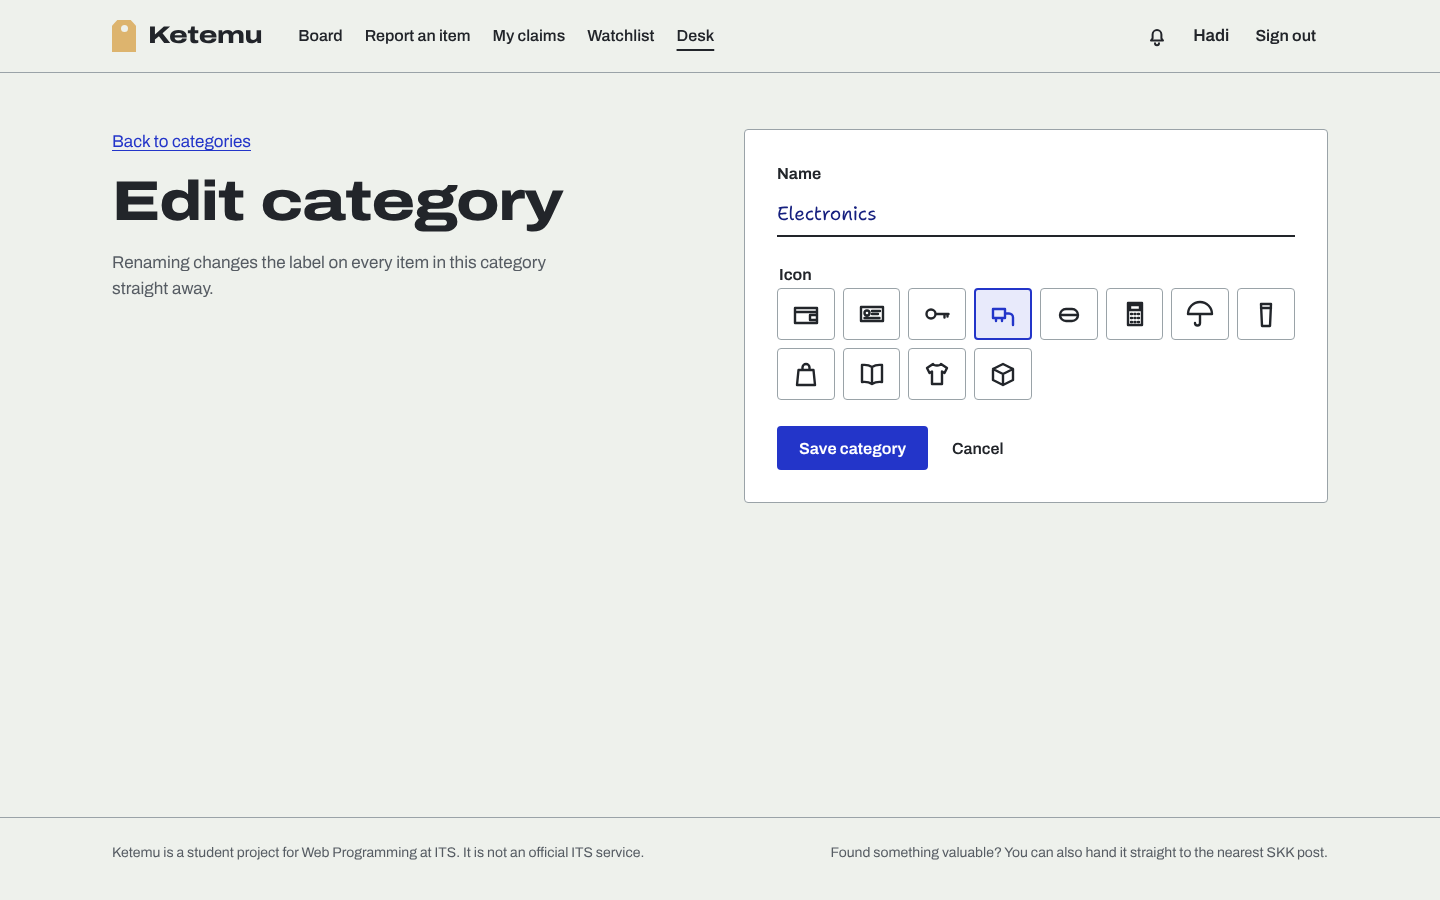 Ketemu
Board
Report an item
My claims
Watchlist
Desk
Hadi
Sign out
Back to categories
Edit category
Renaming changes the label on every item in this category
straight away.
Name
Electronics
Icon
Save category
Cancel
Ketemu is a student project for Web Programming at ITS. It is not an official ITS service.
Found something valuable? You can also hand it straight to the nearest SKK post.